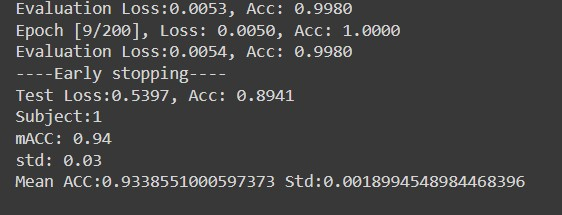 Evaluation Loss:0.0053, Acc: 0.9980
Epoch [9/200], Loss: 0.0050, Acc: 1.0000
Evaluation Loss:0.0054, Acc: 0.9980
----Early stopping----
Test Loss:0.5397, Acc: 0.8941
Subject:1
mACC: 0.94
std: 0.03
Mean ACC:0.9338551000597373 Std:0.0018994548984468396